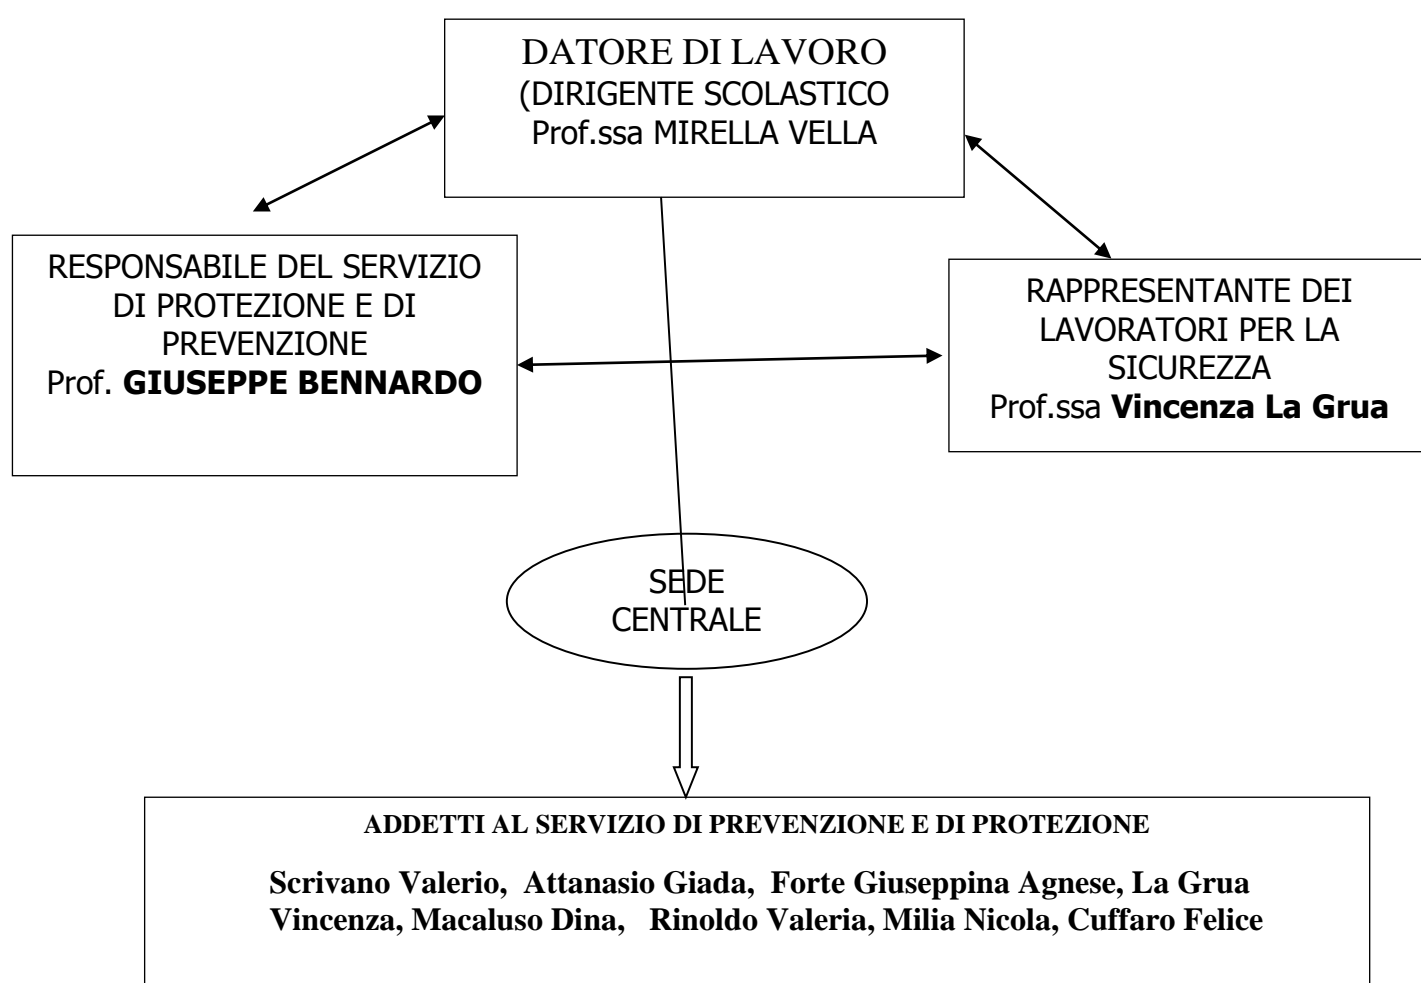 DATORE DI LAVORO
(DIRIGENTE SCOLASTICO
Prof.ssa MIRELLA VELLA
RESPONSABILE DEL SERVIZIO
DI PROTEZIONE E DI
PREVENZIONE
Prof. GIUSEPPE BENNARDO
RAPPRESENTANTE DEI
LAVORATORI PER LA
SICUREZZA
Prof.ssa Vincenza La Grua
SEDE
CENTRALE
ADDETTI AL SERVIZIO DI PREVENZIONE E DI PROTEZIONE
Scrivano Valerio, Attanasio Giada, Forte Giuseppina Agnese, La Grua
Vincenza, Macaluso Dina, Rinoldo Valeria, Milia Nicola, Cuffaro Felice